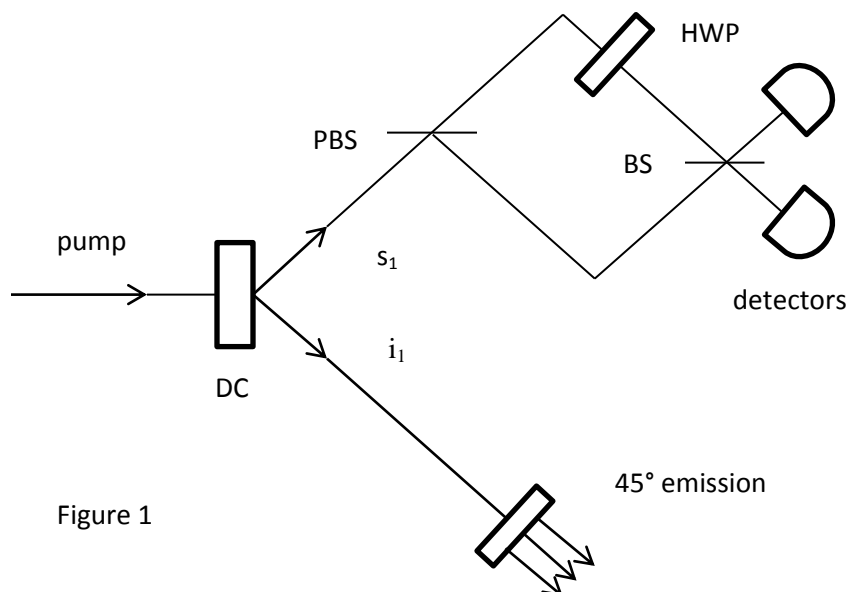 HWP
PBS
BS
pump
s₁
detectors
i₁
DC
45° emission
Figure 1